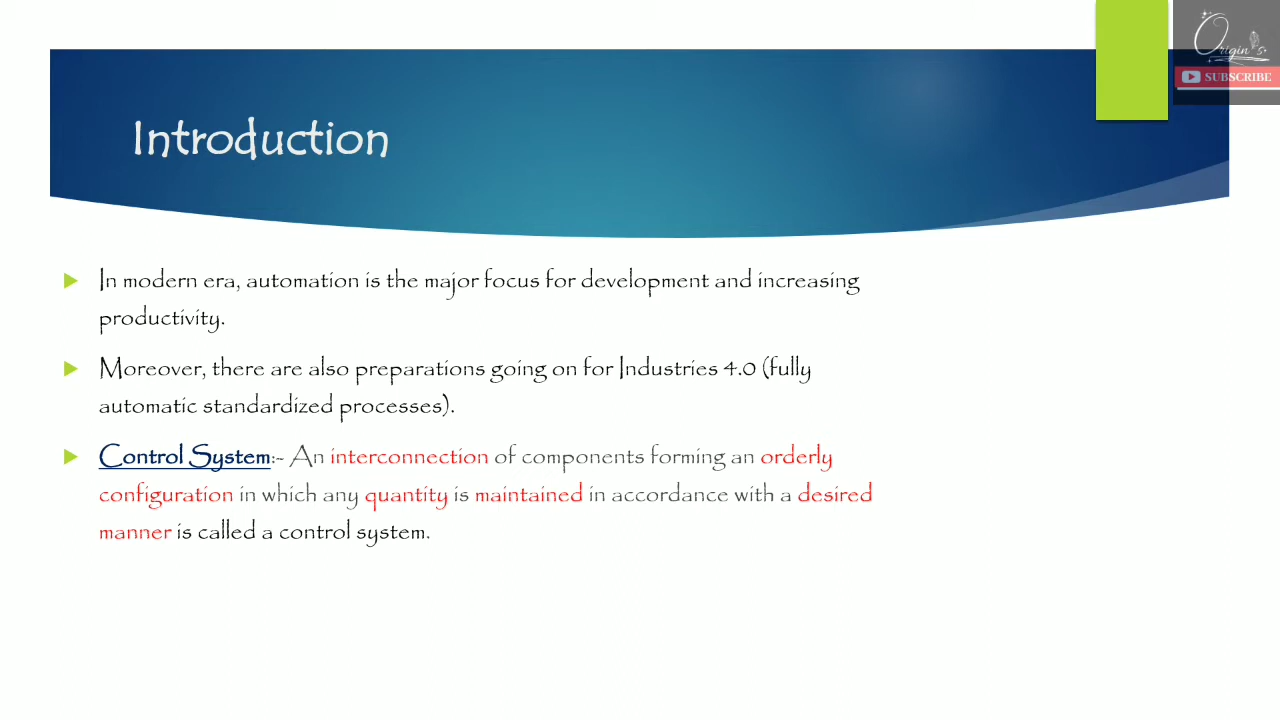 Origin's
SUBSCRIBE
Introduction
In modern era, automation is the major focus for development and increasing
productivity.
Moreover, there are also preparations going on for Industries 4.0 (fully
automatic standardized processes).
Control System:- An interconnection of components forming an orderly
configuration in which any quantity is maintained in accordance with a desired
manner is called a control system.